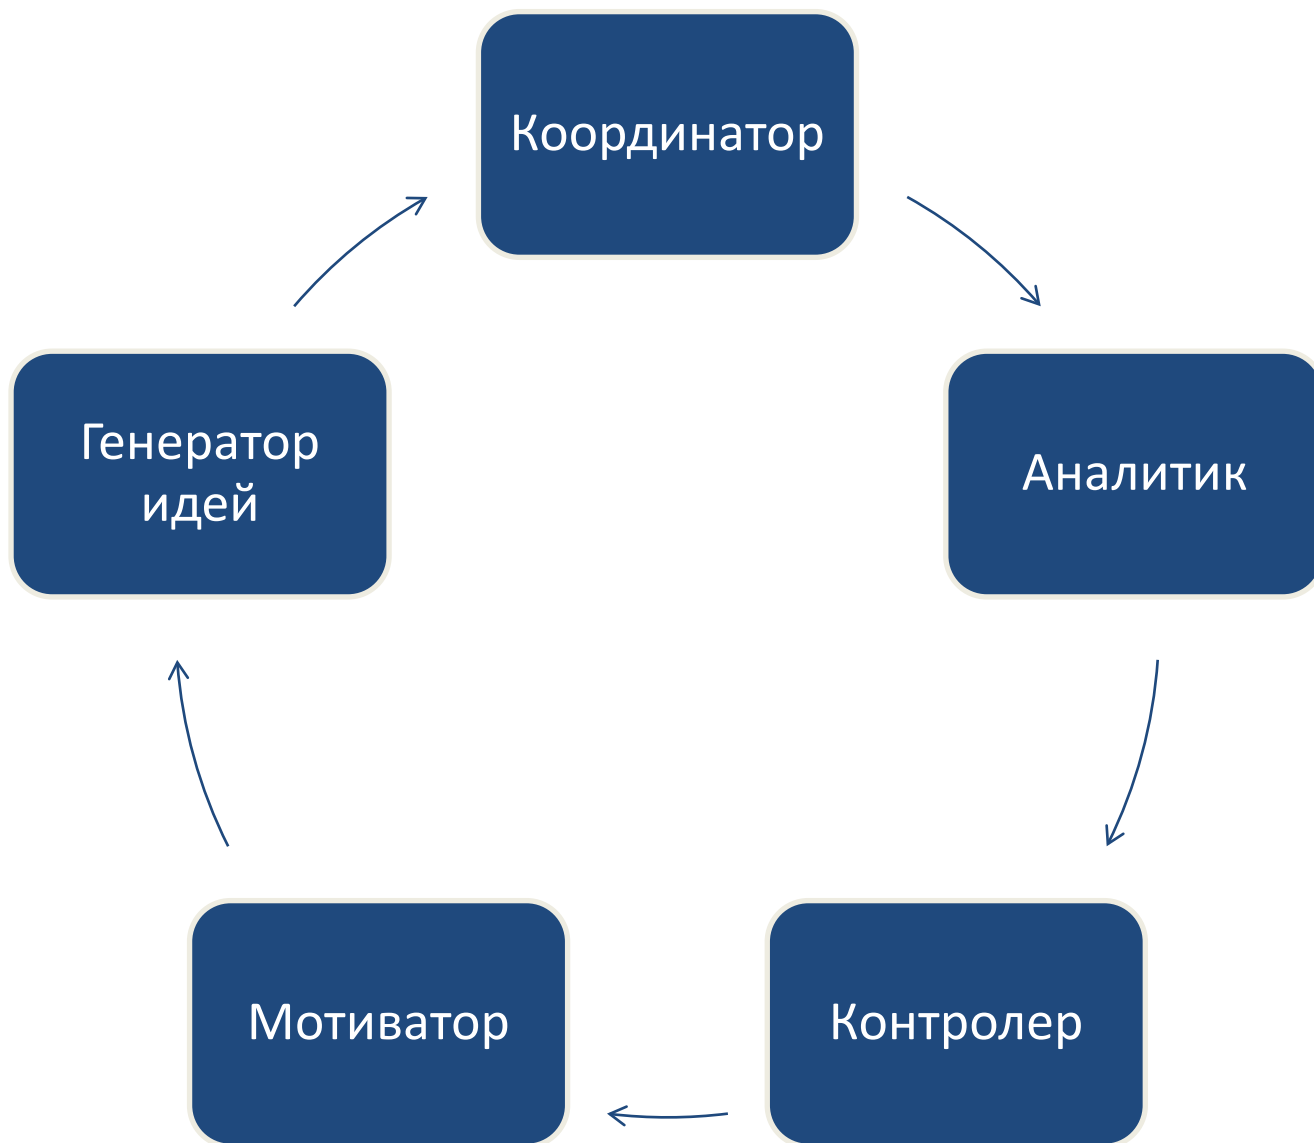 Координатор
Аналитик
Контролер
Мотиватор
Генератор
идей